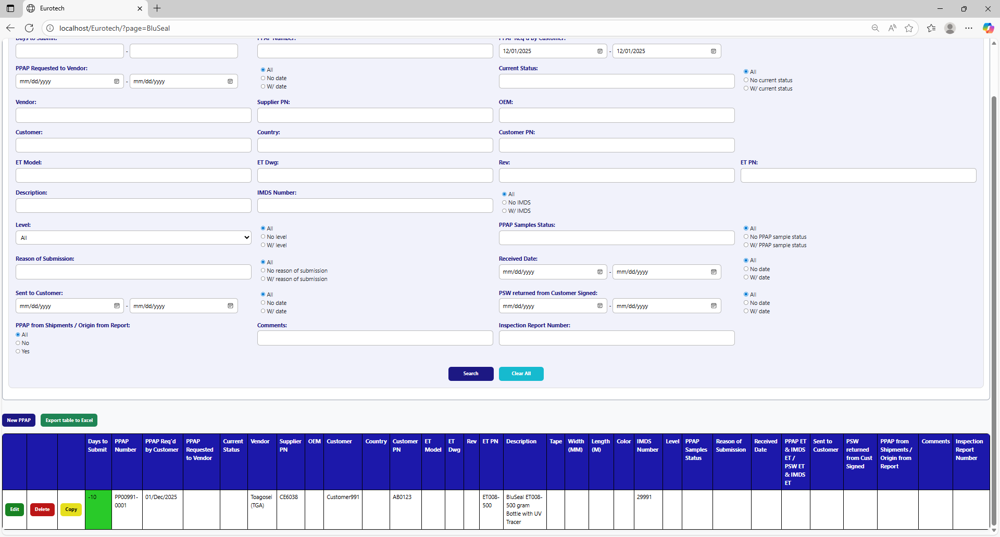 Eurotech
localhost/Eurotech/?page=BluSeal
Days to Submit: PPAP Number: PPAP Req'd by Customer:
- 12/01/2025 - 12/01/2025
PPAP Requested to Vendor: All Current Status: All
mm/dd/yyyy - mm/dd/yyyy No date No current status
W/ date W/ current status
Vendor: Supplier PN: OEM:
Customer: Country: Customer PN:
ET Model: ET Dwg: Rev: ET PN:
Description: IMDS Number: All
No IMDS
W/ IMDS
Level: All PPAP Samples Status: All
All No level No PPAP sample status
W/ level W/ PPAP sample status
Reason of Submission: All Received Date: All
No reason of submission mm/dd/yyyy - mm/dd/yyyy No date
W/ reason of submission W/ date
Sent to Customer: All PSW returned from Customer Signed: All
mm/dd/yyyy - mm/dd/yyyy No date mm/dd/yyyy - mm/dd/yyyy No date
W/ date W/ date
PPAP from Shipments / Origin from Report: Comments: Inspection Report Number:
All
No
Yes
Search Clear All
New PPAP Export table to Excel
Days to PPAP PPAP Req'd PPAP Current Vendor Supplier OEM Customer Country Customer ET ET Rev ET PN Description Tape Width Length Color IMDS Level PPAP Reason of Received PPAP ET Sent to PSW PPAP from Comments Inspection
Submit Number by Customer Requested Status PN PN Model Dwg (MM) (M) Number Samples Submission Date & IMDS Customer returned Shipments / Report
to Vendor Status ET / from Cust Origin from Number
PSW ET Signed Report
& IMDS
ET
-10 PP00991- 01/Dec/2025 Toagosei CE6038 Customer991 AB0123 ET008- BluSeal ET008- 29991
0001 (TGA) 500 500 gram
Edit Delete Copy Bottle with UV
Tracer